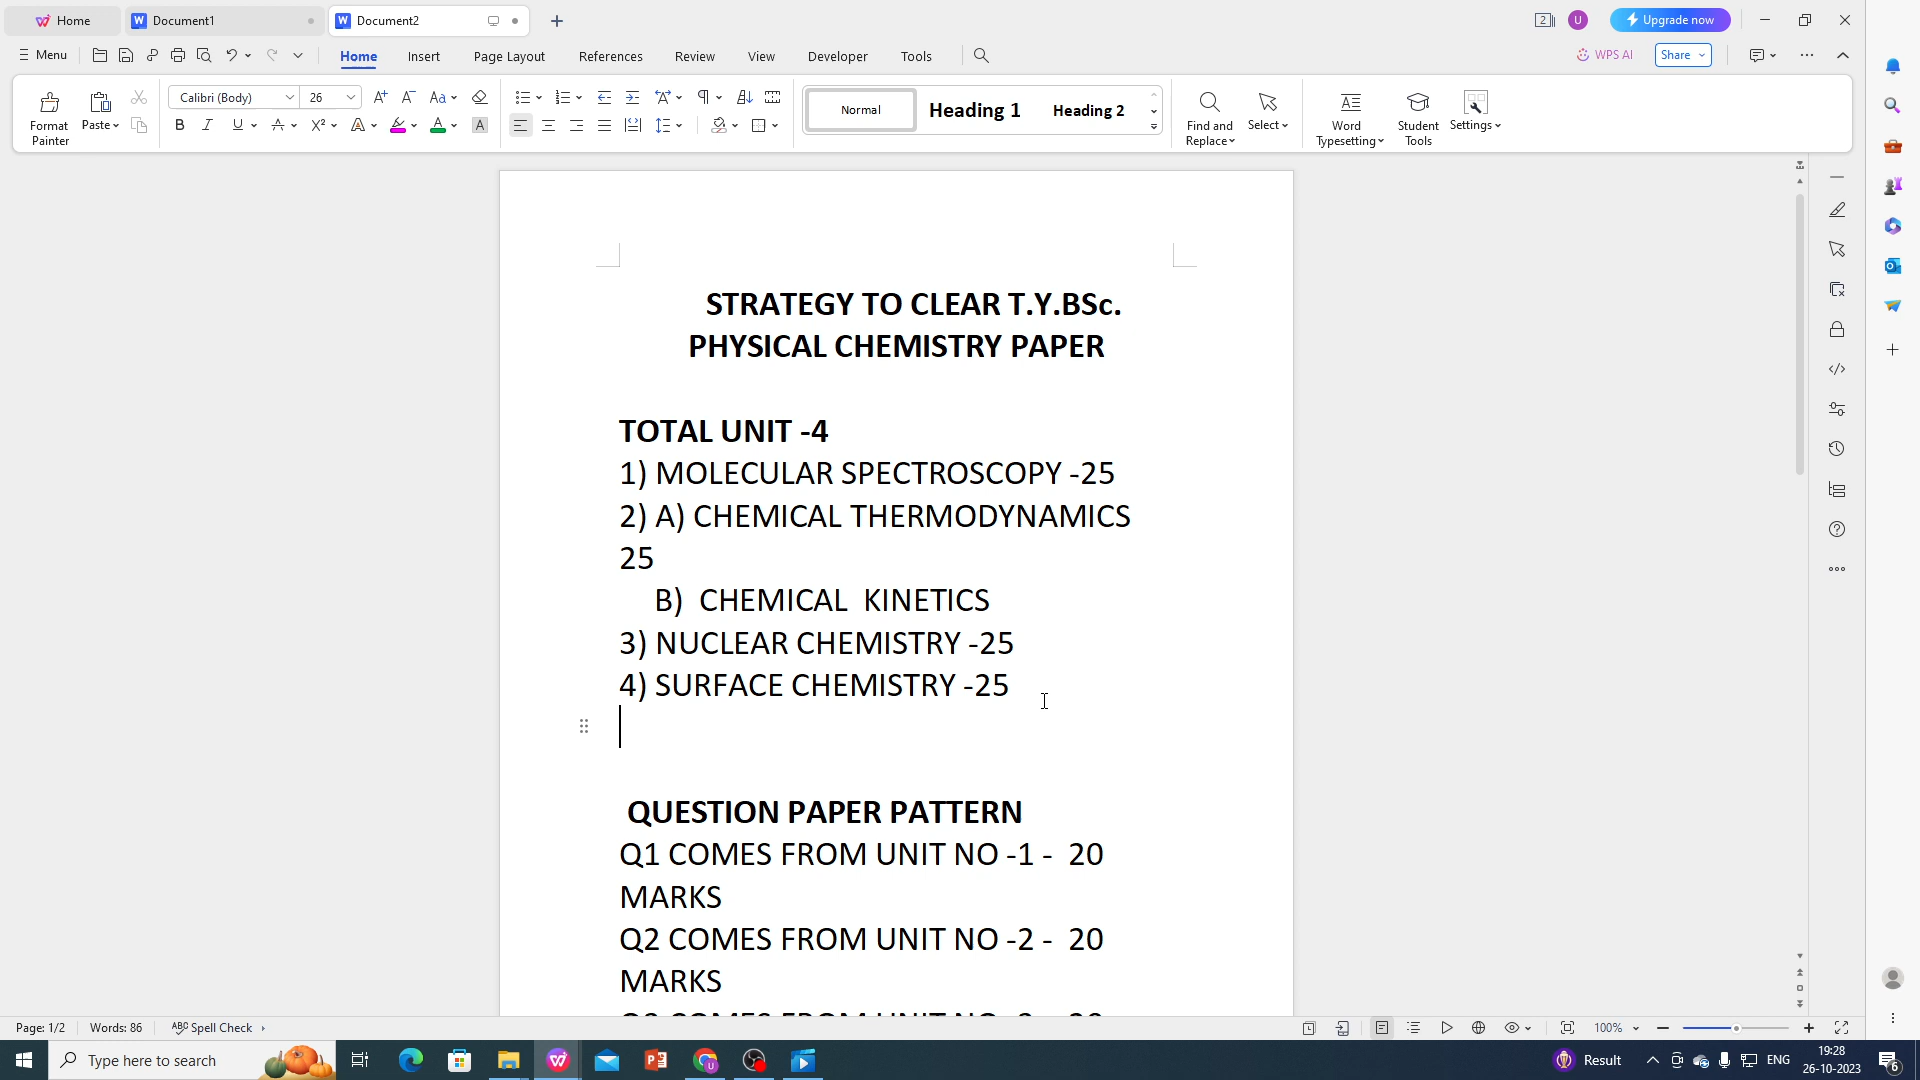 Home
Document1
Document2
2
U
Upgrade now
Menu
Home
Insert
Page Layout
References
Review
View
Developer
Tools
WPS AI
Share
Format Painter
Paste
Calibri (Body)
26
Normal
Heading 1
Heading 2
Find and Replace
Select
Word Typesetting
Student Tools
Settings
STRATEGY TO CLEAR T.Y.BSc.
PHYSICAL CHEMISTRY PAPER
TOTAL UNIT -4
1) MOLECULAR SPECTROSCOPY -25
2) A) CHEMICAL THERMODYNAMICS
25
B) CHEMICAL KINETICS
3) NUCLEAR CHEMISTRY -25
4) SURFACE CHEMISTRY -25
QUESTION PAPER PATTERN
Q1 COMES FROM UNIT NO -1 - 20
MARKS
Q2 COMES FROM UNIT NO -2 - 20
MARKS
Page: 1/2
Words: 86
Spell Check
100%
Type here to search
Result
ENG
19:28
26-10-2023
6